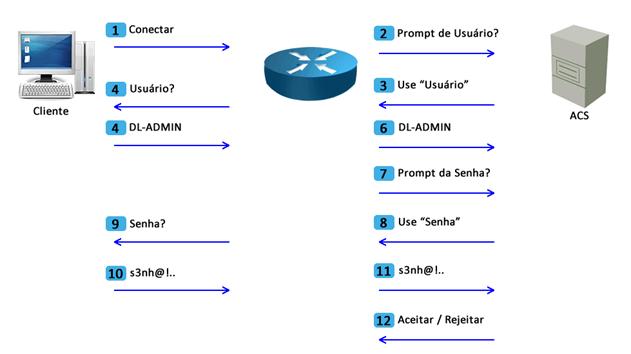 1 Conectar
2 Prompt de Usuário?
4 Usuário?
3 Use “Usuário”
Cliente
ACS
4 DL-ADMIN
6 DL-ADMIN
7 Prompt da Senha?
9 Senha?
8 Use “Senha”
10 s3nh@!..
11 s3nh@!..
12 Aceitar / Rejeitar